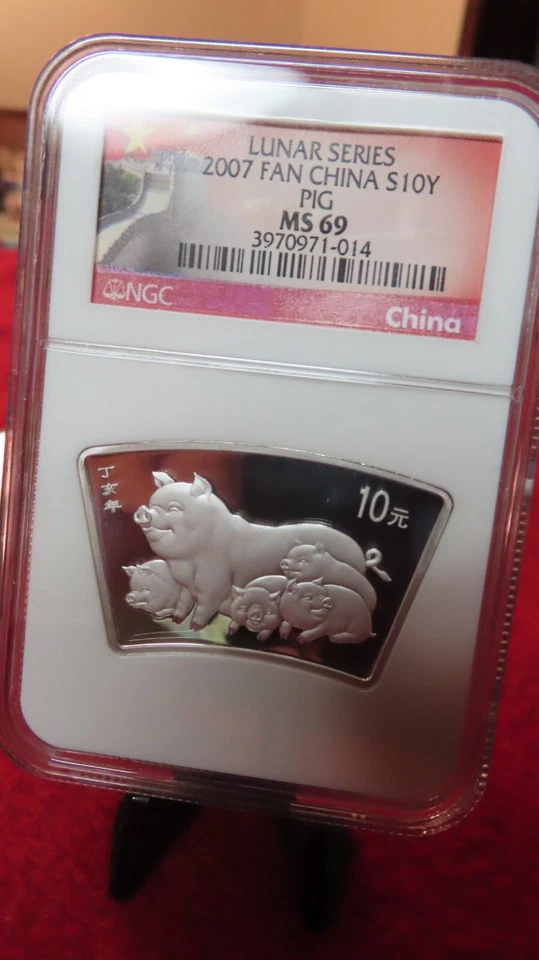 LUNAR SERIES
2007 FAN CHINA S10Y
PIG
MS 69
3970971-014
NGC
China
丁亥年
10元